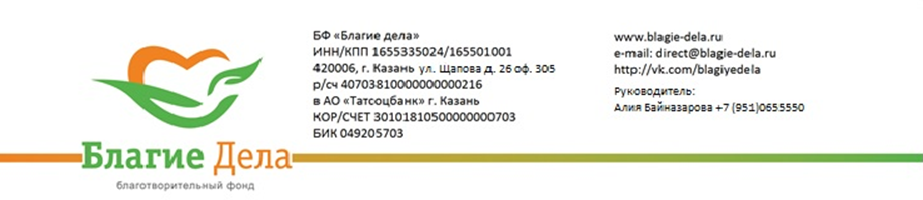 БФ «Благие дела»
ИНН/КПП 1655335024/165501001
420006, г. Казань ул. Щапова д. 26 оф. 305
р/сч 40703810000000000216
в АО «Татсоцбанк» г. Казань
КОР/СЧЕТ 30101810500000000703
БИК 049205703
www.blagie-dela.ru
e-mail: direct@blagie-dela.ru
http://vk.com/blagiyedela
Руководитель:
Алия Байназарова +7 (951)0655550
Благие Дела
благотворительный фонд